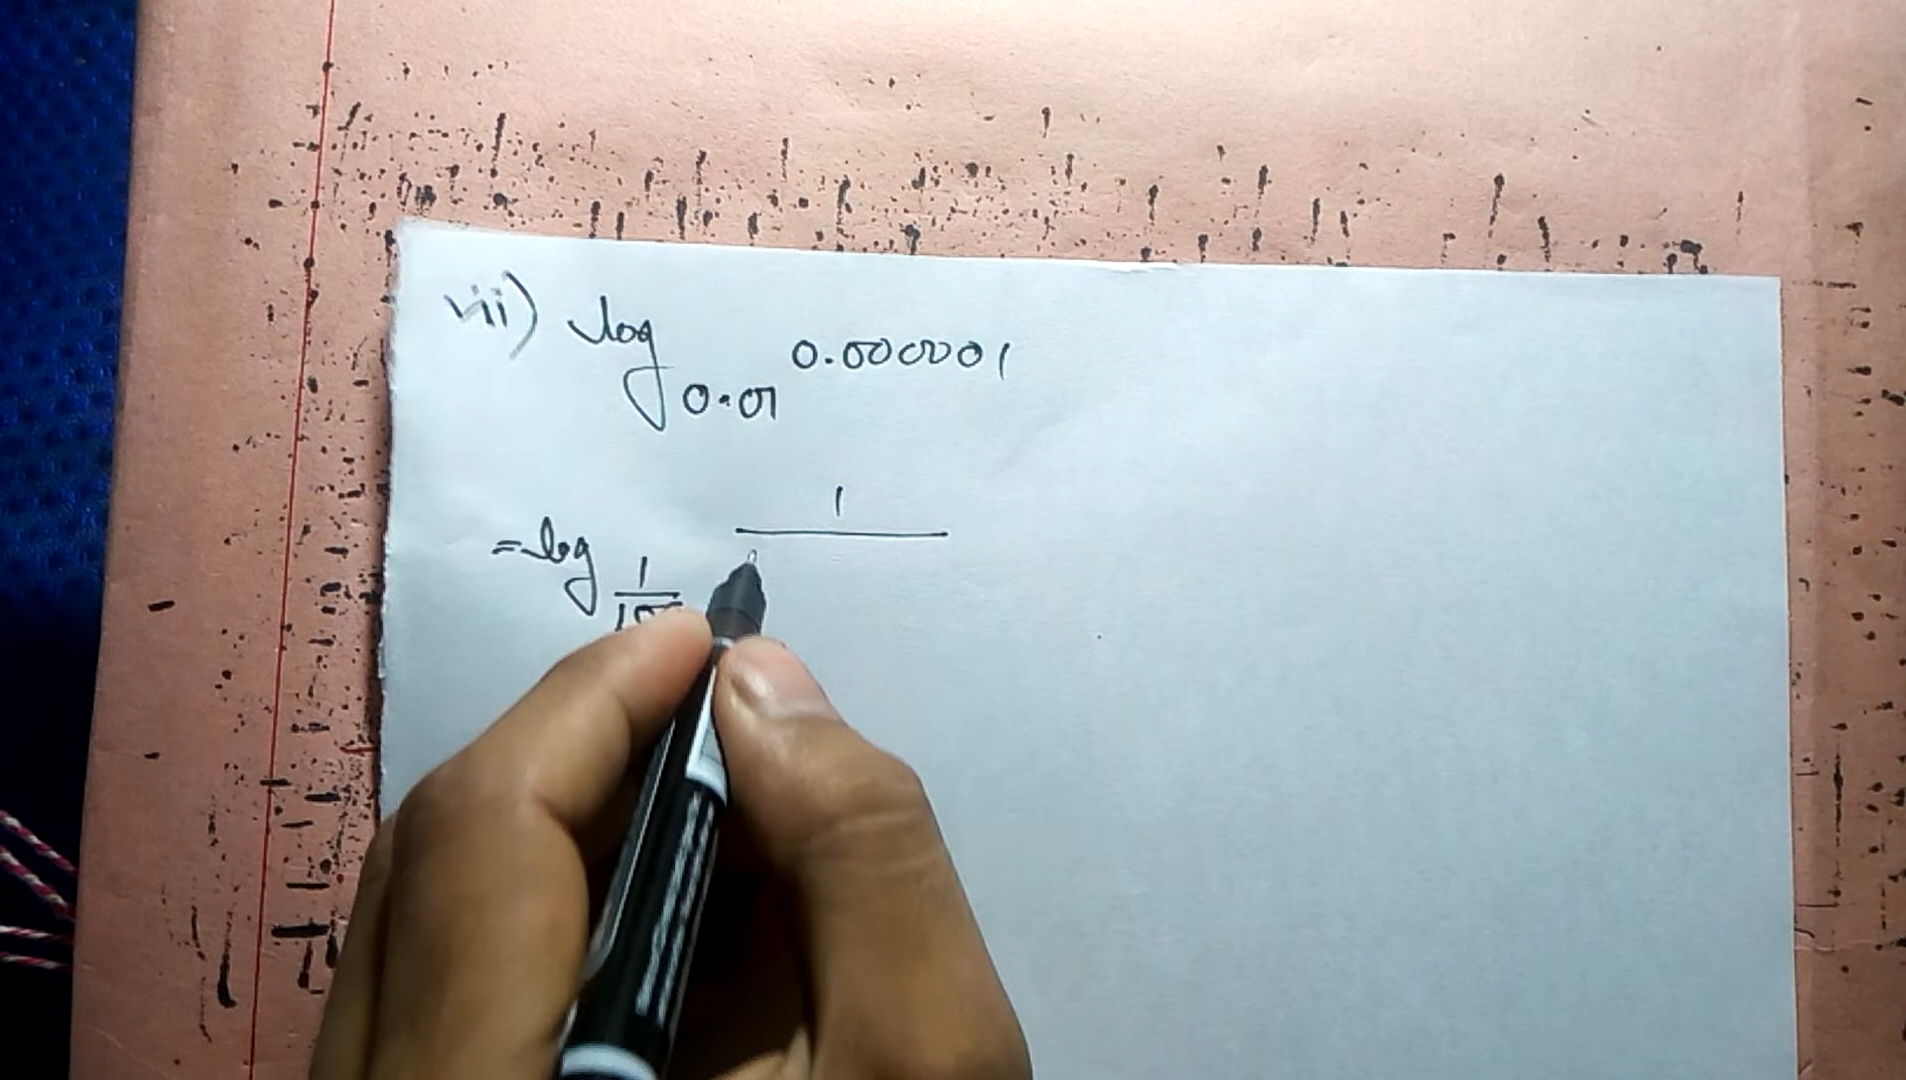 vii) log 0.01 0.000001
= log 1/100 1/